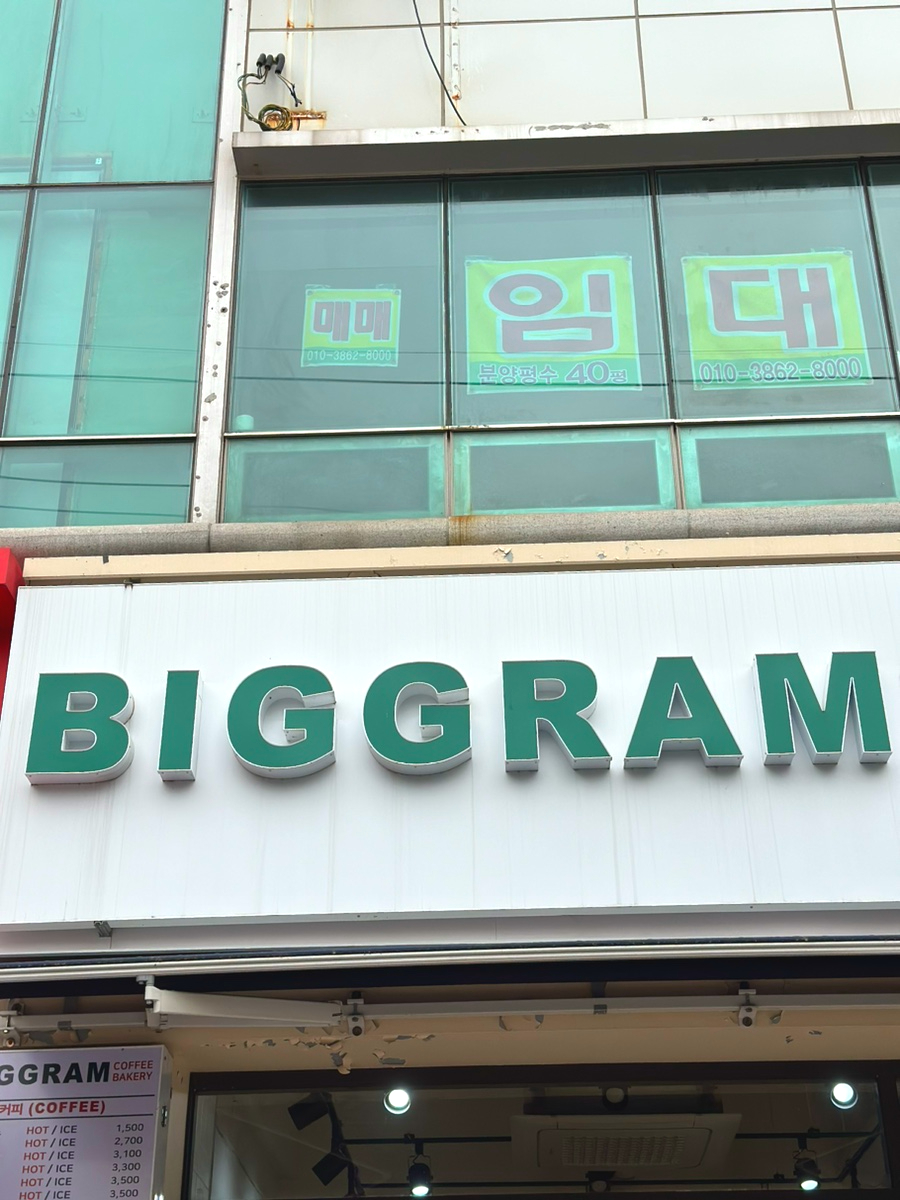 매매
010-3862-8000
임대
분양평수 40평
010-3862-8000
BIGGRAM
GGRAM COFFEE BAKERY
커피 (COFFEE)
HOT / ICE 1,500
HOT / ICE 2,700
HOT / ICE 3,100
HOT / ICE 3,300
HOT / ICE 3,500
HOT / ICE 3,500